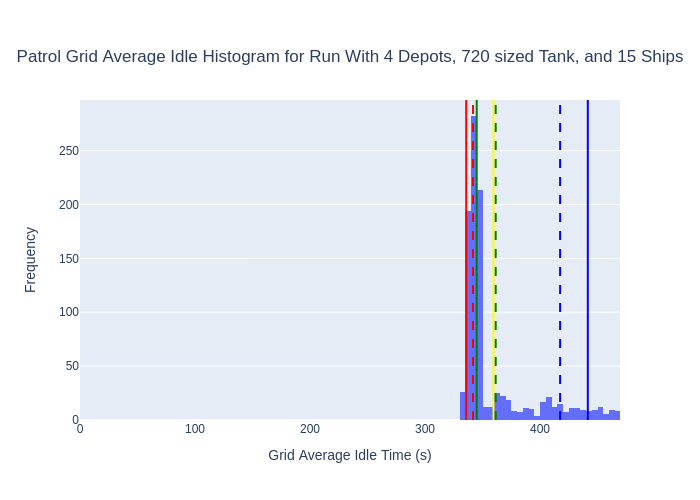 Patrol Grid Average Idle Histogram for Run With 4 Depots, 720 sized Tank, and 15 Ships
250
200
150
100
50
0
Frequency
0 100 200 300 400
Grid Average Idle Time (s)